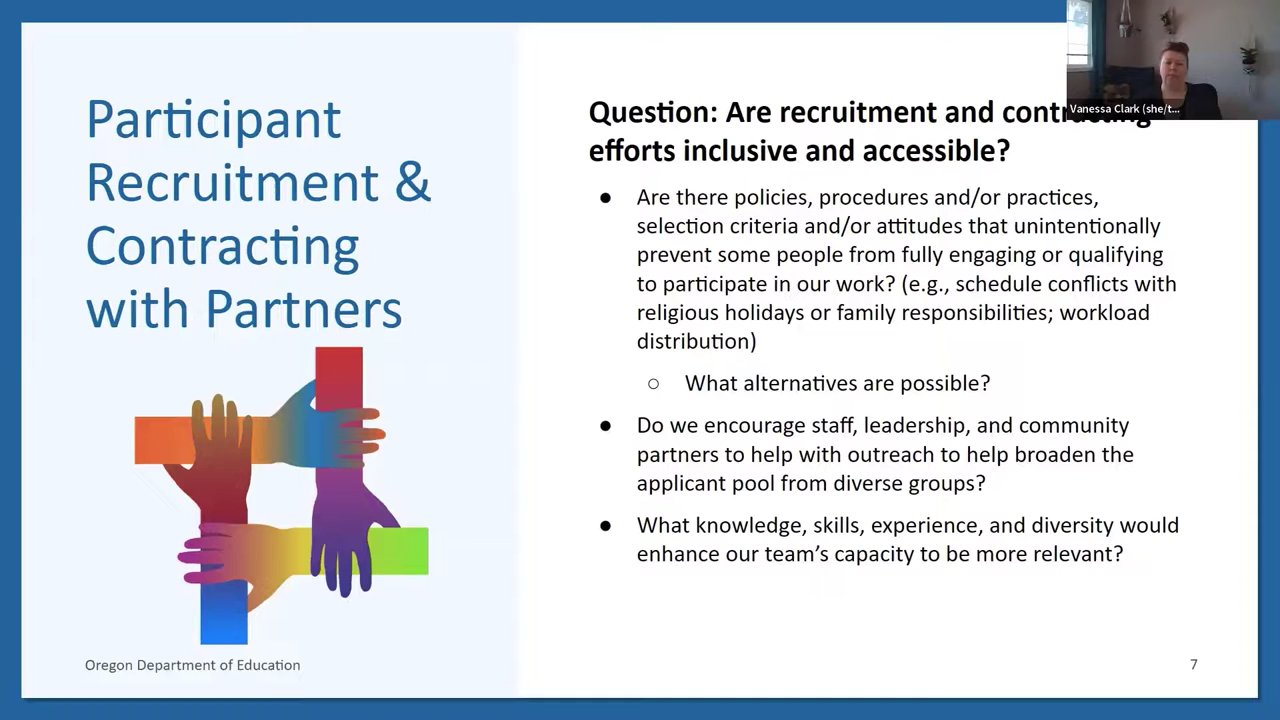 Participant
Recruitment &
Contracting
with Partners
Oregon Department of Education
Vanessa Clark (she/t...
Question: Are recruitment and contracting
efforts inclusive and accessible?
● Are there policies, procedures and/or practices,
selection criteria and/or attitudes that unintentionally
prevent some people from fully engaging or qualifying
to participate in our work? (e.g., schedule conflicts with
religious holidays or family responsibilities; workload
distribution)
○ What alternatives are possible?
● Do we encourage staff, leadership, and community
partners to help with outreach to help broaden the
applicant pool from diverse groups?
● What knowledge, skills, experience, and diversity would
enhance our team's capacity to be more relevant?
7